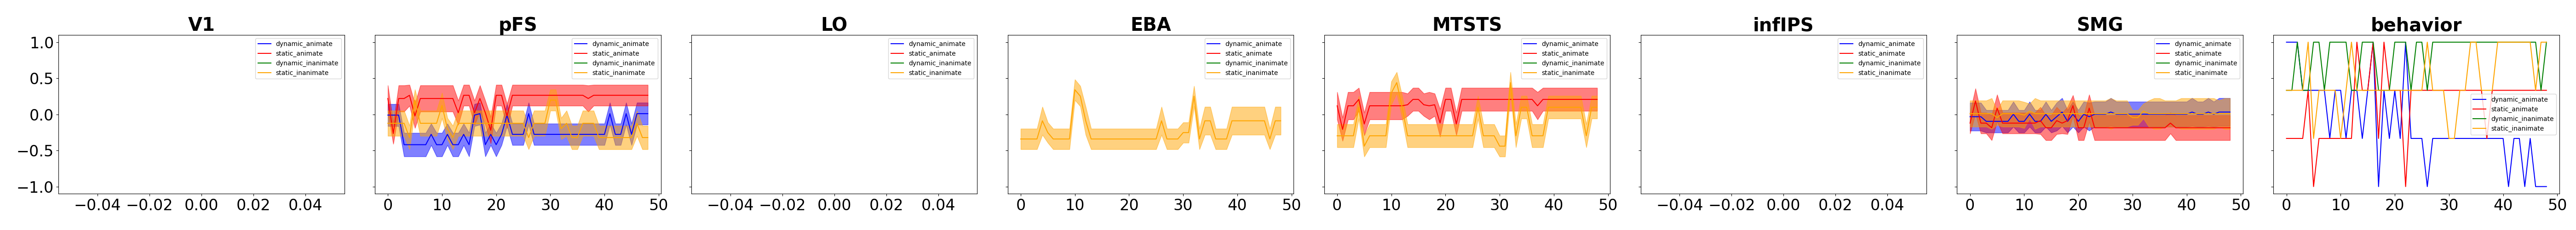 V1 pFS LO EBA MTSTS infIPS SMG behavior
dynamic_animate dynamic_animate dynamic_animate dynamic_animate dynamic_animate dynamic_animate dynamic_animate
static_animate static_animate static_animate static_animate static_animate static_animate static_animate
dynamic_inanimate dynamic_inanimate dynamic_inanimate dynamic_inanimate dynamic_inanimate dynamic_inanimate dynamic_inanimate
static_inanimate static_inanimate static_inanimate static_inanimate static_inanimate static_inanimate static_inanimate
1.0
0.5
0.0
−0.5
−1.0
dynamic_animate
static_animate
dynamic_inanimate
static_inanimate
−0.04 −0.02 0.00 0.02 0.04 0 10 20 30 40 50 −0.04 −0.02 0.00 0.02 0.04 0 10 20 30 40 50 0 10 20 30 40 50 −0.04 −0.02 0.00 0.02 0.04 0 10 20 30 40 50 0 10 20 30 40 50